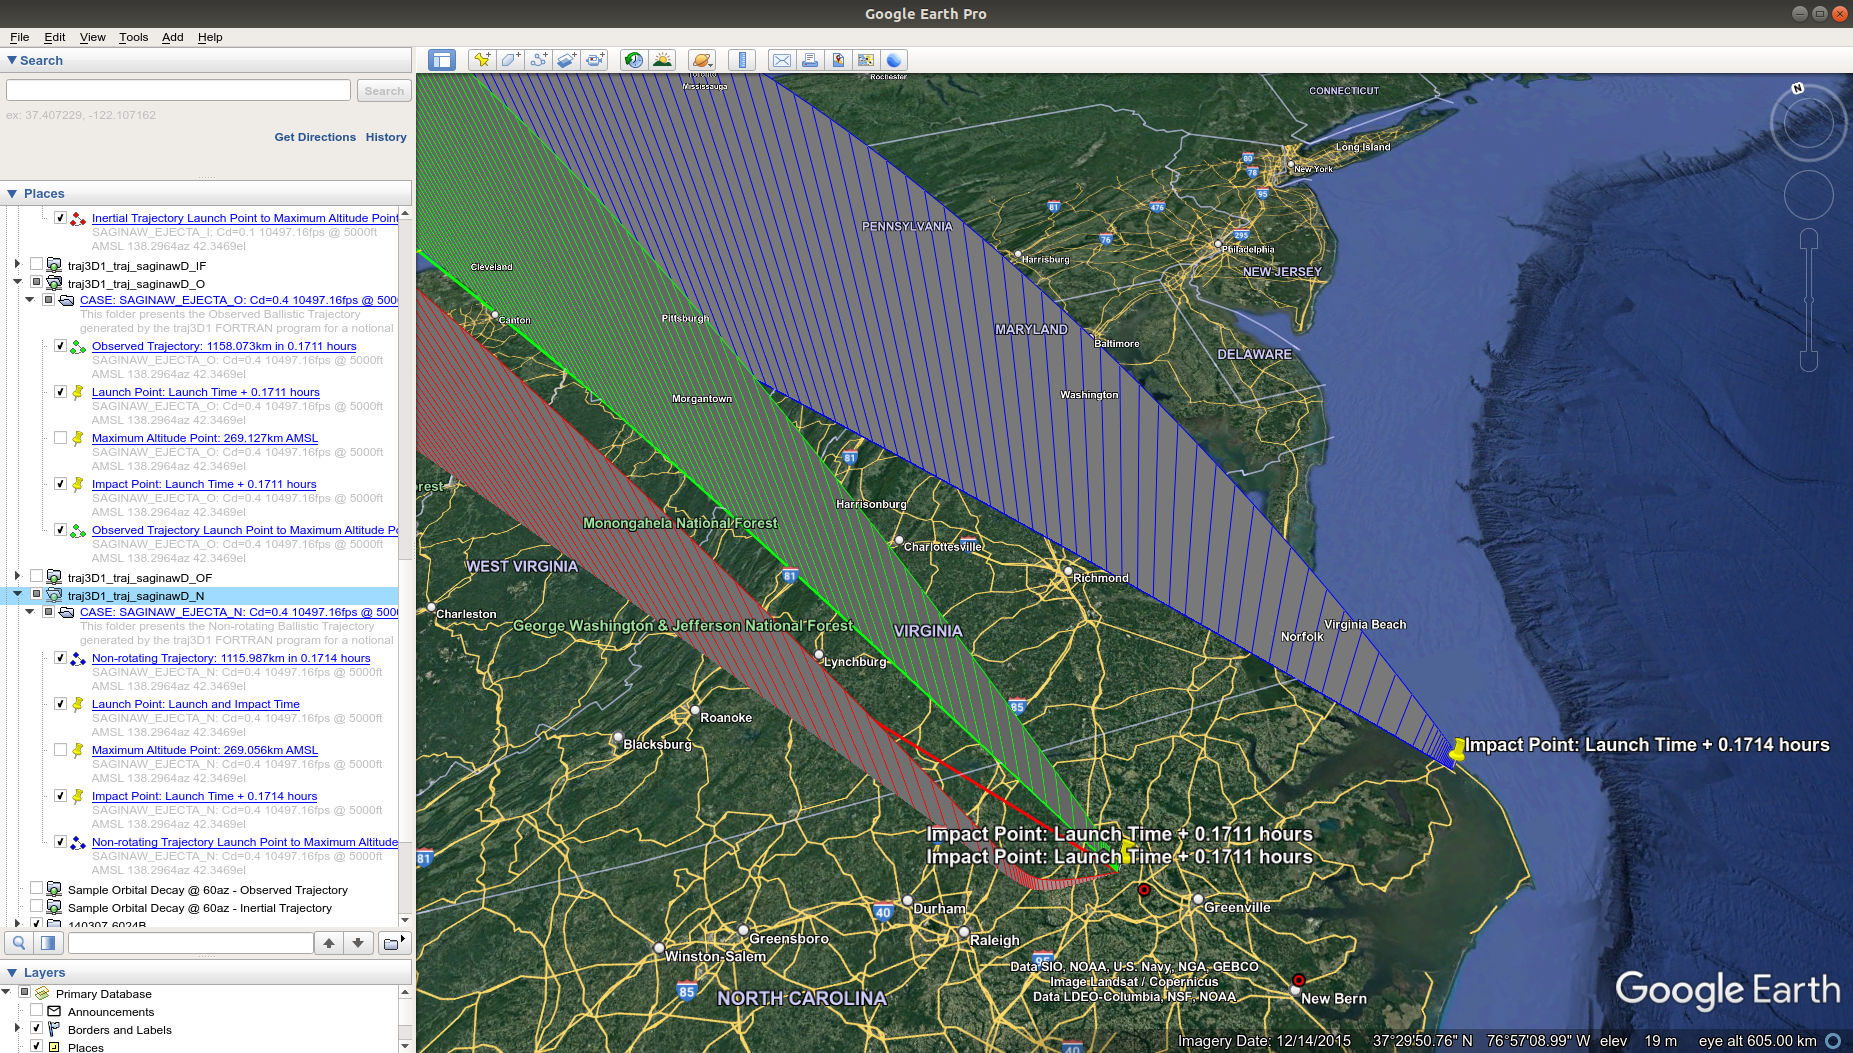 Google Earth Pro
File Edit View Tools Add Help
Search
Search
ex: 37.407229, -122.107162
Get Directions History
Places
Inertial Trajectory Launch Point to Maximum Altitude Point
SAGINAW_EJECTA_I: Cd=0.1 10497.16fps @ 5000ft
AMSL 138.2964az 42.3469el
traj3D1_traj_saginawD_IF
traj3D1_traj_saginawD_O
CASE: SAGINAW_EJECTA_O: Cd=0.4 10497.16fps @ 500
This folder presents the Observed Ballistic Trajectory
generated by the traj3D1 FORTRAN program for a notional
Observed Trajectory: 1158.073km in 0.1711 hours
SAGINAW_EJECTA_O: Cd=0.4 10497.16fps @ 5000ft
AMSL 138.2964az 42.3469el
Launch Point: Launch Time + 0.1711 hours
SAGINAW_EJECTA_O: Cd=0.4 10497.16fps @ 5000ft
AMSL 138.2964az 42.3469el
Maximum Altitude Point: 269.127km AMSL
SAGINAW_EJECTA_O: Cd=0.4 10497.16fps @ 5000ft
AMSL 138.2964az 42.3469el
Impact Point: Launch Time + 0.1711 hours
SAGINAW_EJECTA_O: Cd=0.4 10497.16fps @ 5000ft
AMSL 138.2964az 42.3469el
Observed Trajectory Launch Point to Maximum Altitude Po
SAGINAW_EJECTA_O: Cd=0.4 10497.16fps @ 5000ft
AMSL 138.2964az 42.3469el
traj3D1_traj_saginawD_OF
traj3D1_traj_saginawD_N
CASE: SAGINAW_EJECTA_N: Cd=0.4 10497.16fps @ 500
This folder presents the Non-rotating Ballistic Trajectory
generated by the traj3D1 FORTRAN program for a notional
Non-rotating Trajectory: 1115.987km in 0.1714 hours
SAGINAW_EJECTA_N: Cd=0.4 10497.16fps @ 5000ft
AMSL 138.2964az 42.3469el
Launch Point: Launch and Impact Time
SAGINAW_EJECTA_N: Cd=0.4 10497.16fps @ 5000ft
AMSL 138.2964az 42.3469el
Maximum Altitude Point: 269.056km AMSL
SAGINAW_EJECTA_N: Cd=0.4 10497.16fps @ 5000ft
AMSL 138.2964az 42.3469el
Impact Point: Launch Time + 0.1714 hours
SAGINAW_EJECTA_N: Cd=0.4 10497.16fps @ 5000ft
AMSL 138.2964az 42.3469el
Non-rotating Trajectory Launch Point to Maximum Altitude
SAGINAW_EJECTA_N: Cd=0.4 10497.16fps @ 5000ft
AMSL 138.2964az 42.3469el
Sample Orbital Decay @ 60az - Observed Trajectory
Sample Orbital Decay @ 60az - Inertial Trajectory
140307 6024B
Layers
Primary Database
Announcements
Borders and Labels
Places
Toronto
Mississauga
Rochester
CONNECTICUT
N
Long Island
80
78
New York
95
81
476
PENNSYLVANIA
76
295
Philadelphia
Harrisburg
Cleveland
NEW JERSEY
Canton
Pittsburgh
MARYLAND
Baltimore
DELAWARE
Morgantown
Washington
81
orest
Harrisonburg
Monongahela National Forest
Charlottesville
WEST VIRGINIA
81
Richmond
Charleston
George Washington & Jefferson National Forest
VIRGINIA
Virginia Beach
Norfolk
Lynchburg
85
Roanoke
Blacksburg
Impact Point: Launch Time + 0.1714 hours
Impact Point: Launch Time + 0.1711 hours
Impact Point: Launch Time + 0.1711 hours
81
Durham
40
Greenville
Greensboro
Raleigh
Winston-Salem
95
Data SIO, NOAA, U.S. Navy, NGA, GEBCO
Image Landsat / Copernicus
Data LDEO-Columbia, NSF, NOAA
85
NORTH CAROLINA
New Bern
Google Earth
40
Imagery Date: 12/14/2015 37°29'50.76" N 76°57'08.99" W elev 19 m eye alt 605.00 km